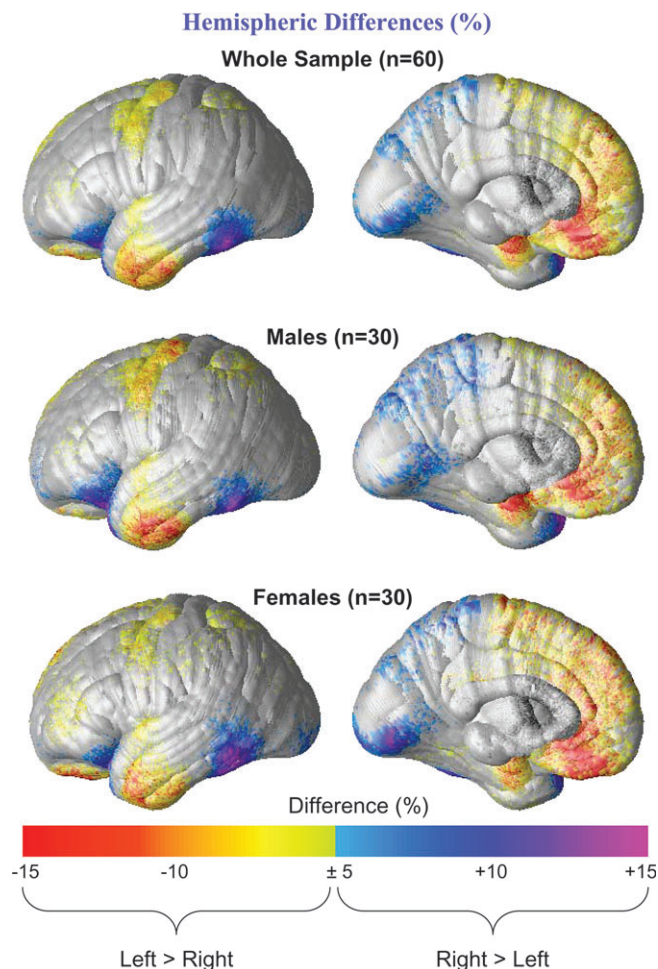 Hemispheric Differences (%)
Whole Sample (n=60)
Males (n=30)
Females (n=30)
Difference (%)
-15 -10 ± 5 +10 +15
Left > Right Right > Left